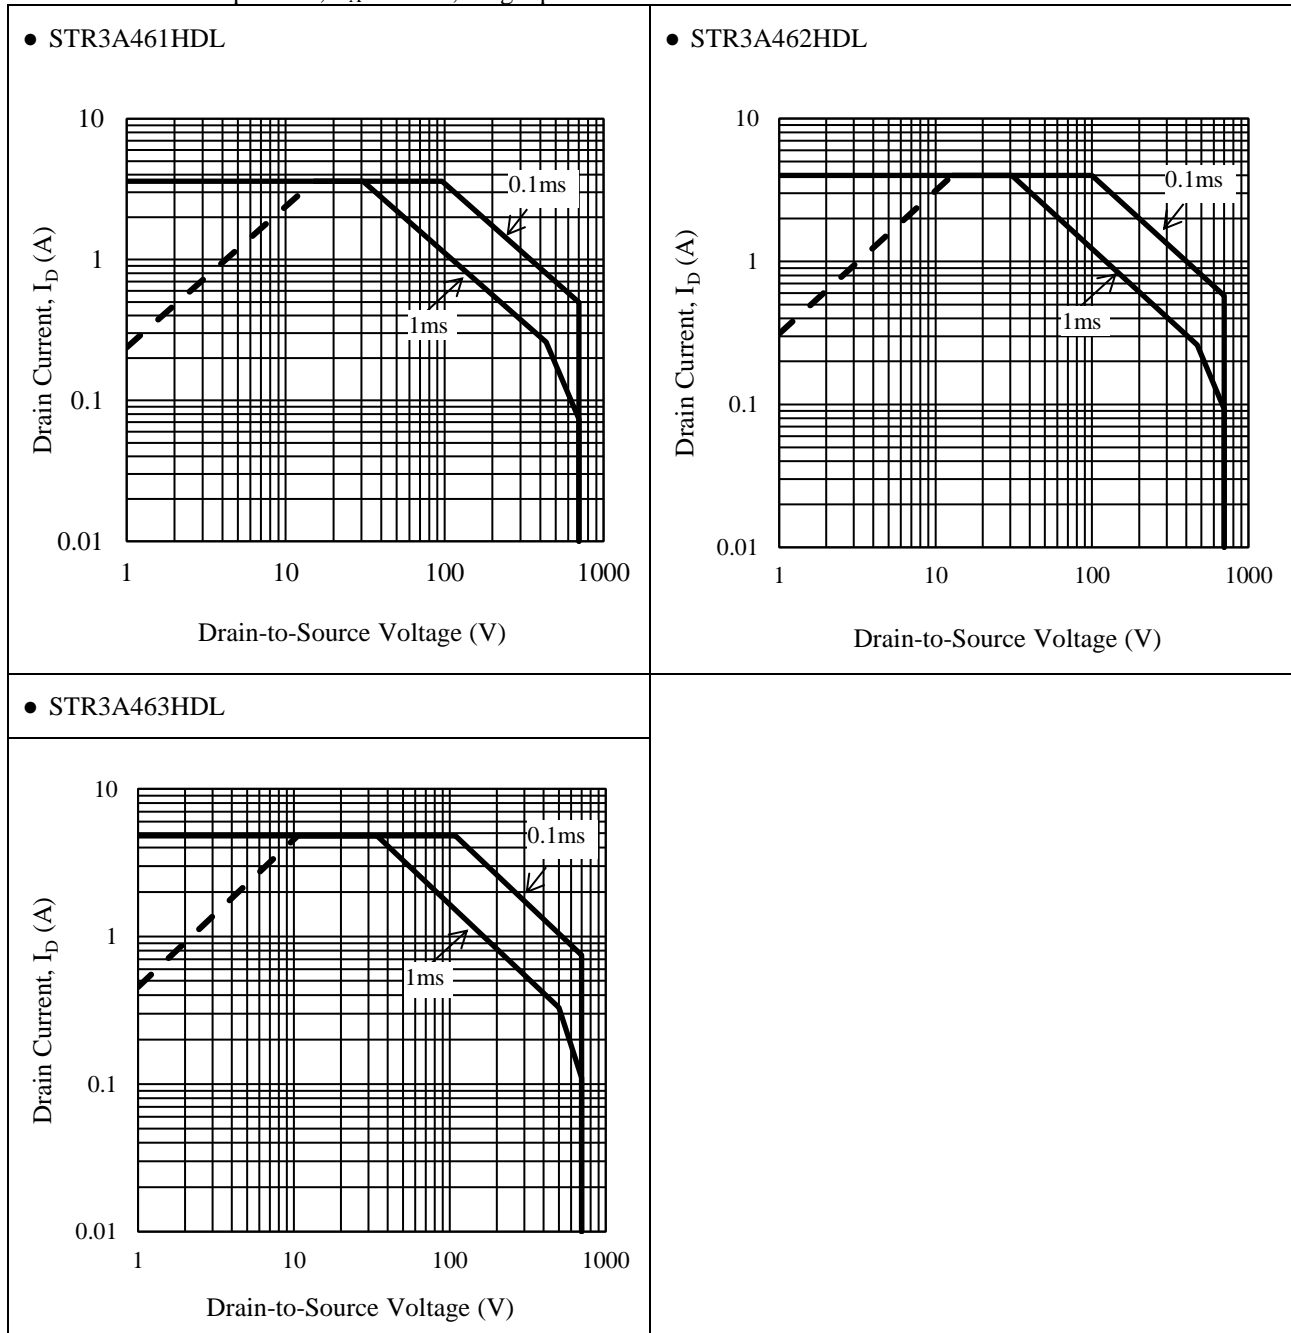 ● STR3A461HDL
10
1
0.1
0.01
1
10
100
1000
Drain Current, I_D (A)
Drain-to-Source Voltage (V)
0.1ms
1ms
● STR3A462HDL
10
1
0.1
0.01
1
10
100
1000
Drain Current, I_D (A)
Drain-to-Source Voltage (V)
0.1ms
1ms
● STR3A463HDL
10
1
0.1
0.01
1
10
100
1000
Drain Current, I_D (A)
Drain-to-Source Voltage (V)
0.1ms
1ms